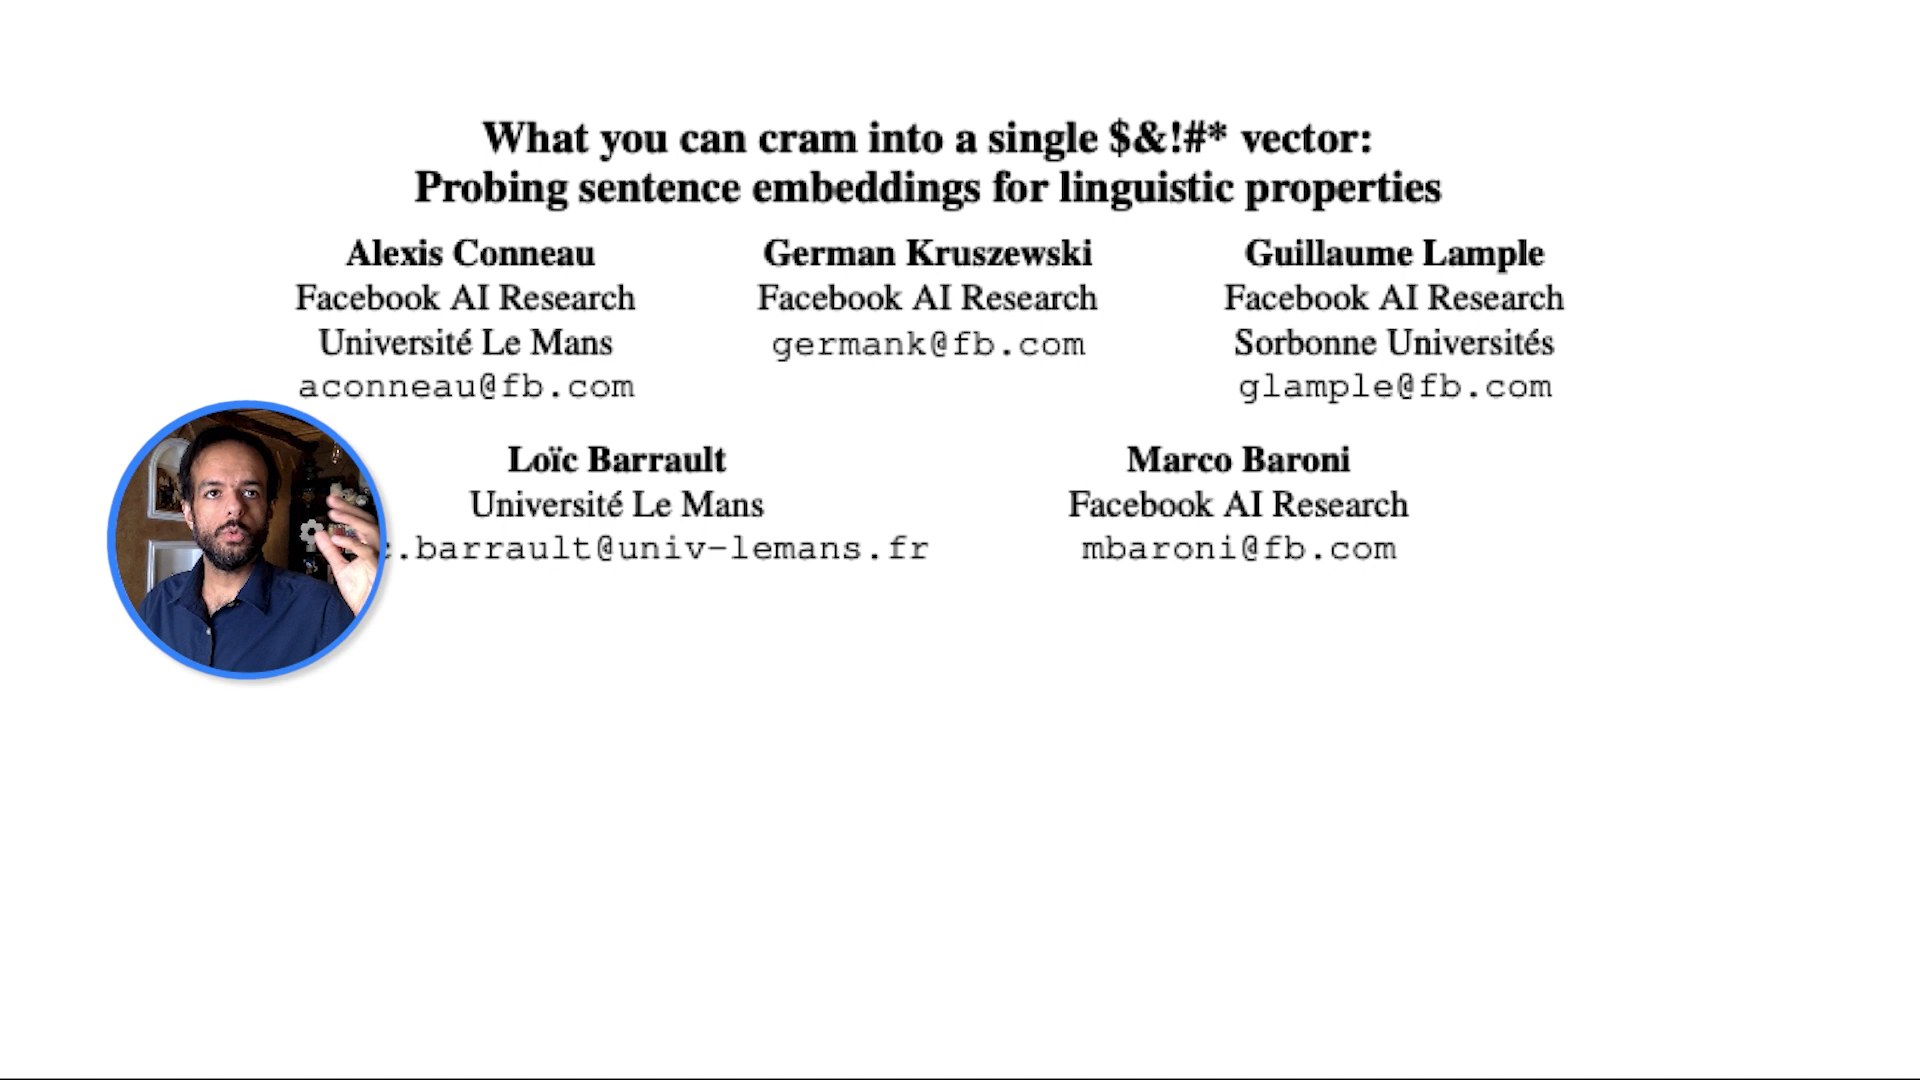 What you can cram into a single $&!#* vector:
Probing sentence embeddings for linguistic properties
Alexis Conneau German Kruszewski Guillaume Lample
Facebook AI Research Facebook AI Research Facebook AI Research
Université Le Mans germank@fb.com Sorbonne Universités
aconneau@fb.com glample@fb.com
Loïc Barrault Marco Baroni
Université Le Mans Facebook AI Research
.barrault@univ-lemans.fr mbaroni@fb.com